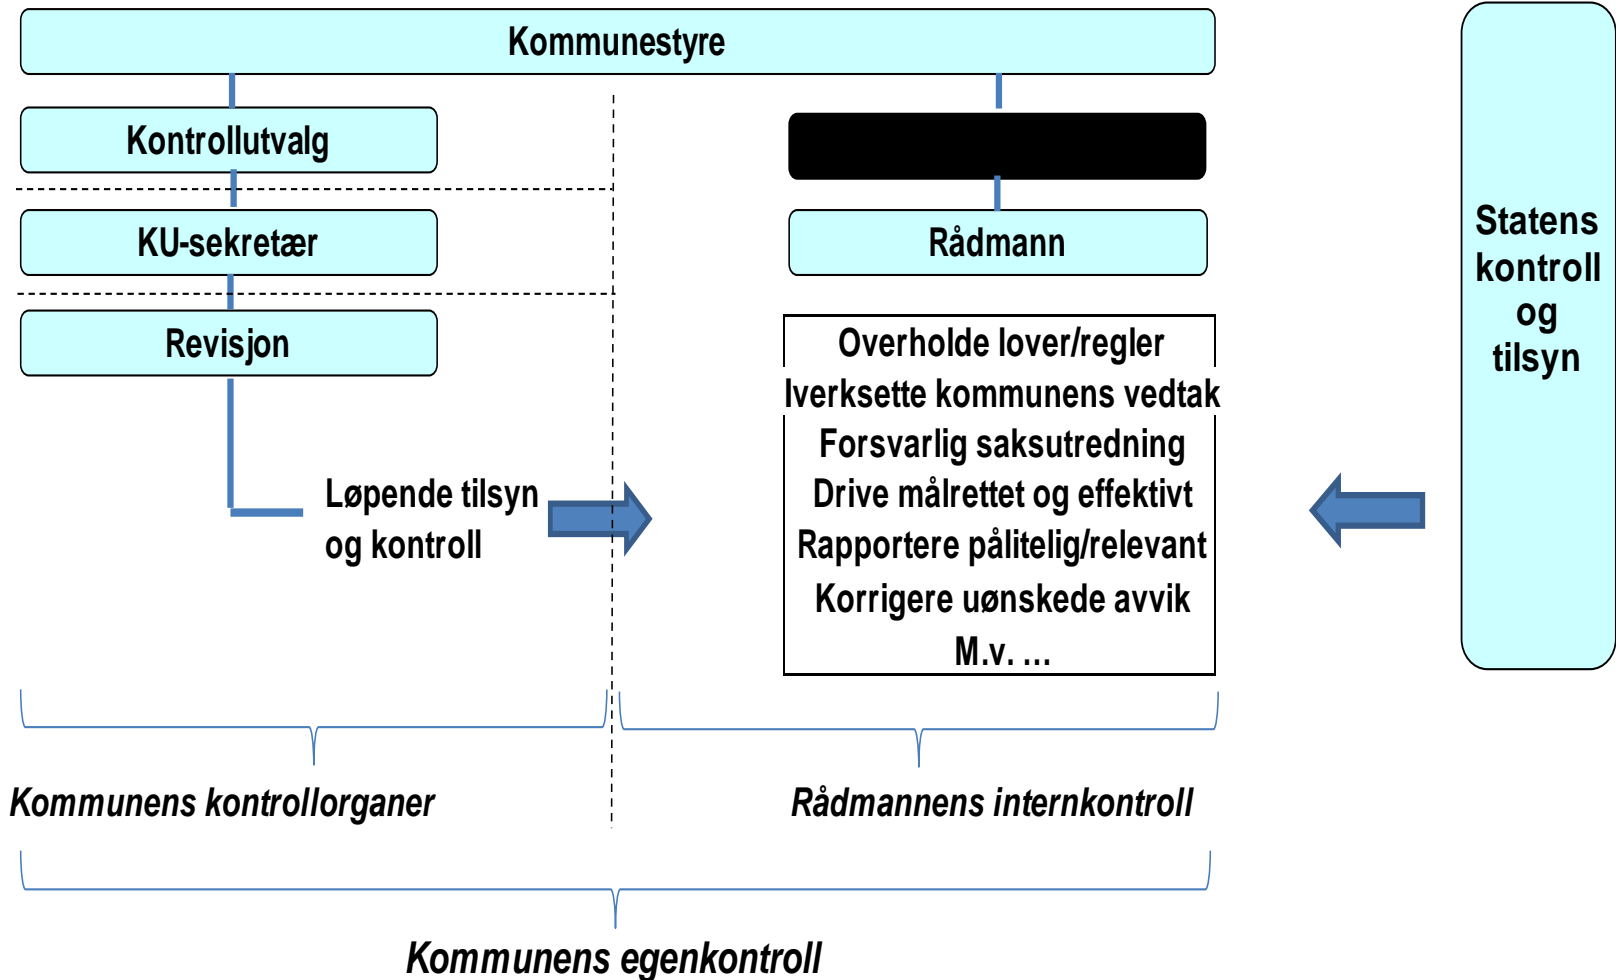 Kommunestyre
Kontrollutvalg
KU-sekretær
Revisjon
Løpende tilsyn
og kontroll
Rådmann
Overholde lover/regler
Iverksette kommunens vedtak
Forsvarlig saksutredning
Drive målrettet og effektivt
Rapportere pålitelig/relevant
Korrigere uønskede avvik
M.v. ...
Statens
kontroll
og
tilsyn
Kommunens kontrollorganer
Rådmannens internkontroll
Kommunens egenkontroll